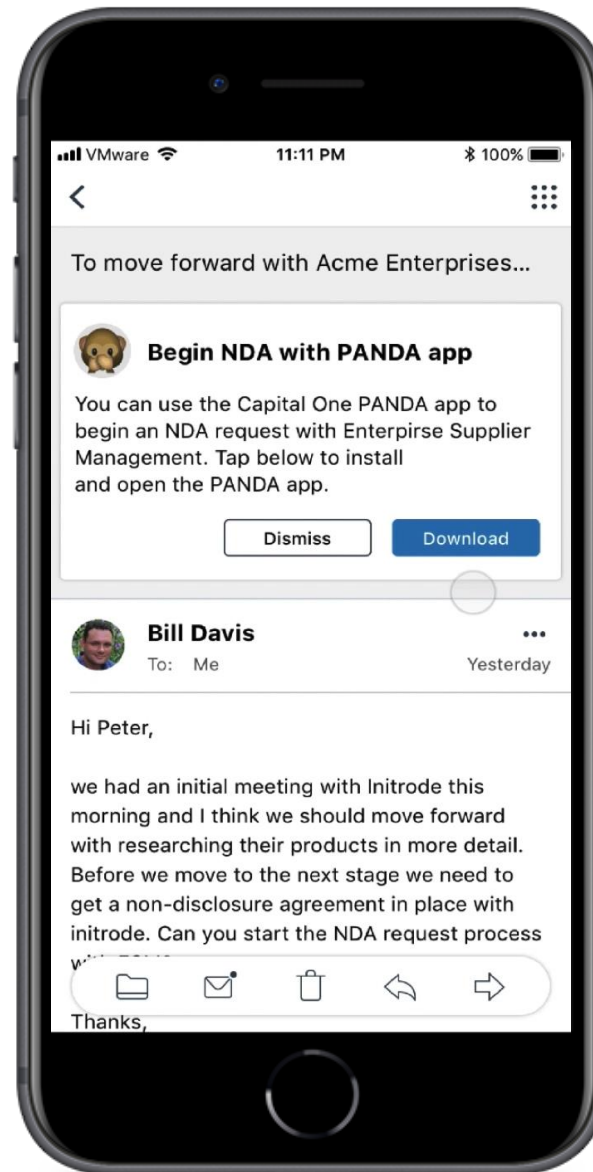 VMware 11:11 PM 100%
To move forward with Acme Enterprises...
Begin NDA with PANDA app
You can use the Capital One PANDA app to
begin an NDA request with Enterpirse Supplier
Management. Tap below to install
and open the PANDA app.
Dismiss Download
Bill Davis
To: Me Yesterday
Hi Peter,
we had an initial meeting with Initrode this
morning and I think we should move forward
with researching their products in more detail.
Before we move to the next stage we need to
get a non-disclosure agreement in place with
initrode. Can you start the NDA request process
Thanks,